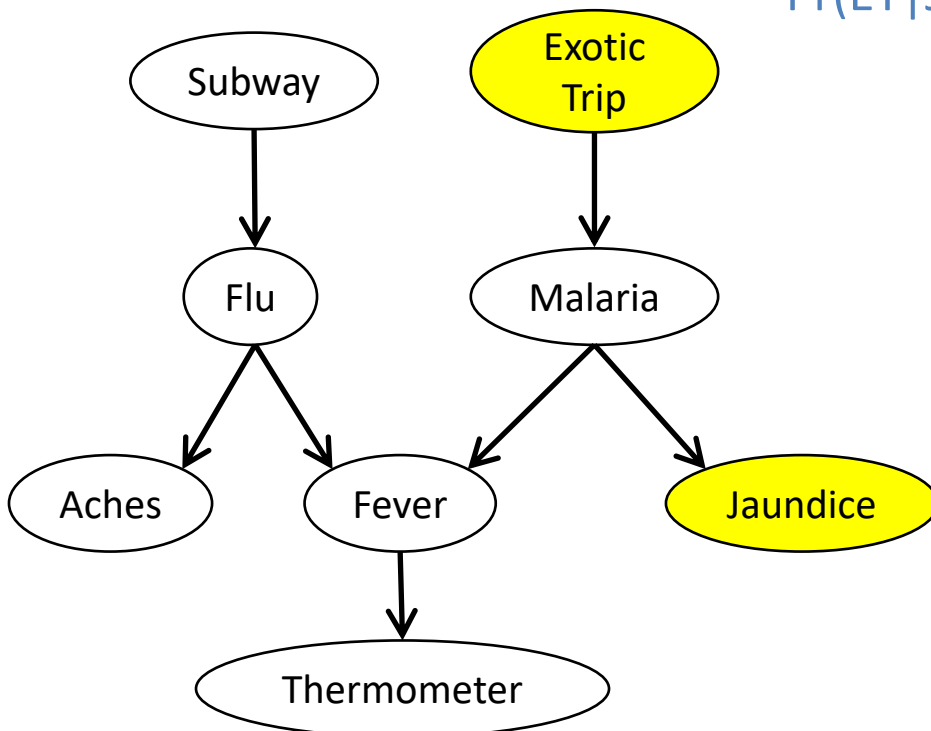 Subway
Exotic
Trip
Flu
Malaria
Aches
Fever
Jaundice
Thermometer